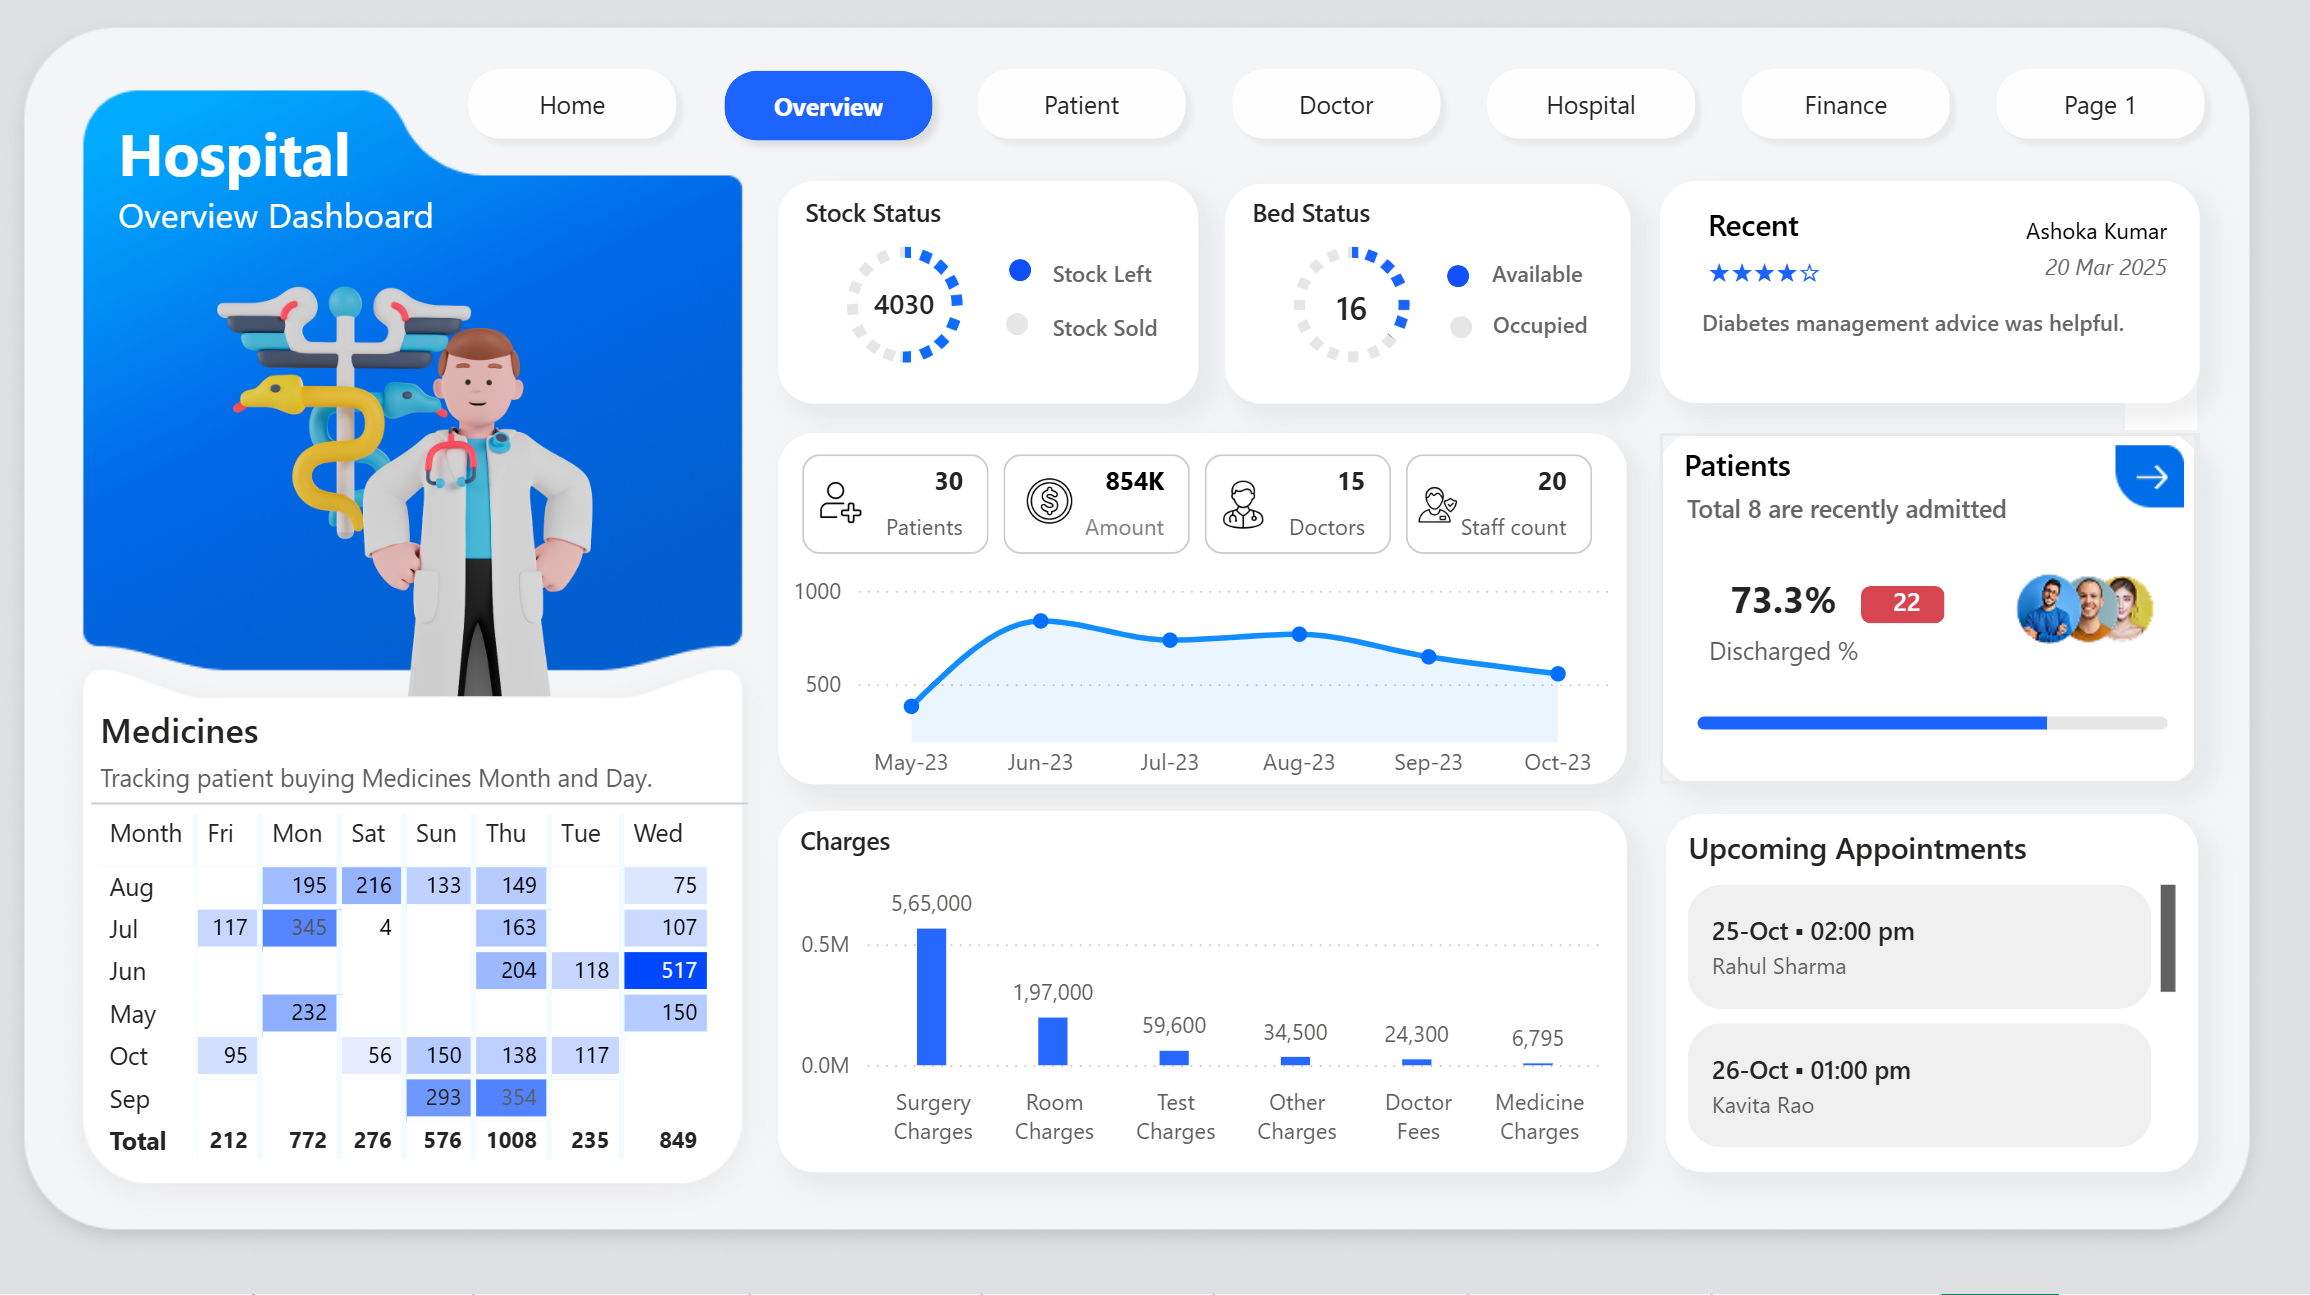 Home
Overview
Patient
Doctor
Hospital
Finance
Page 1
Hospital
Overview Dashboard
Stock Status
4030
Stock Left
Stock Sold
Bed Status
16
Available
Occupied
Recent
★★★★☆
Ashoka Kumar
20 Mar 2025
Diabetes management advice was helpful.
30
Patients
854K
Amount
15
Doctors
20
Staff count
1000
500
May-23 Jun-23 Jul-23 Aug-23 Sep-23 Oct-23
Patients
Total 8 are recently admitted
73.3% 22
Discharged %
Medicines
Tracking patient buying Medicines Month and Day.
Month Fri Mon Sat Sun Thu Tue Wed
Aug 195 216 133 149 75
Jul 117 345 4 163 107
Jun 204 118 517
May 232 150
Oct 95 56 150 138 117
Sep 293 354
Total 212 772 276 576 1008 235 849
Charges
0.5M
0.0M
5,65,000
1,97,000
59,600
34,500
24,300
6,795
Surgery Charges
Room Charges
Test Charges
Other Charges
Doctor Fees
Medicine Charges
Upcoming Appointments
25-Oct ▪ 02:00 pm
Rahul Sharma
26-Oct ▪ 01:00 pm
Kavita Rao